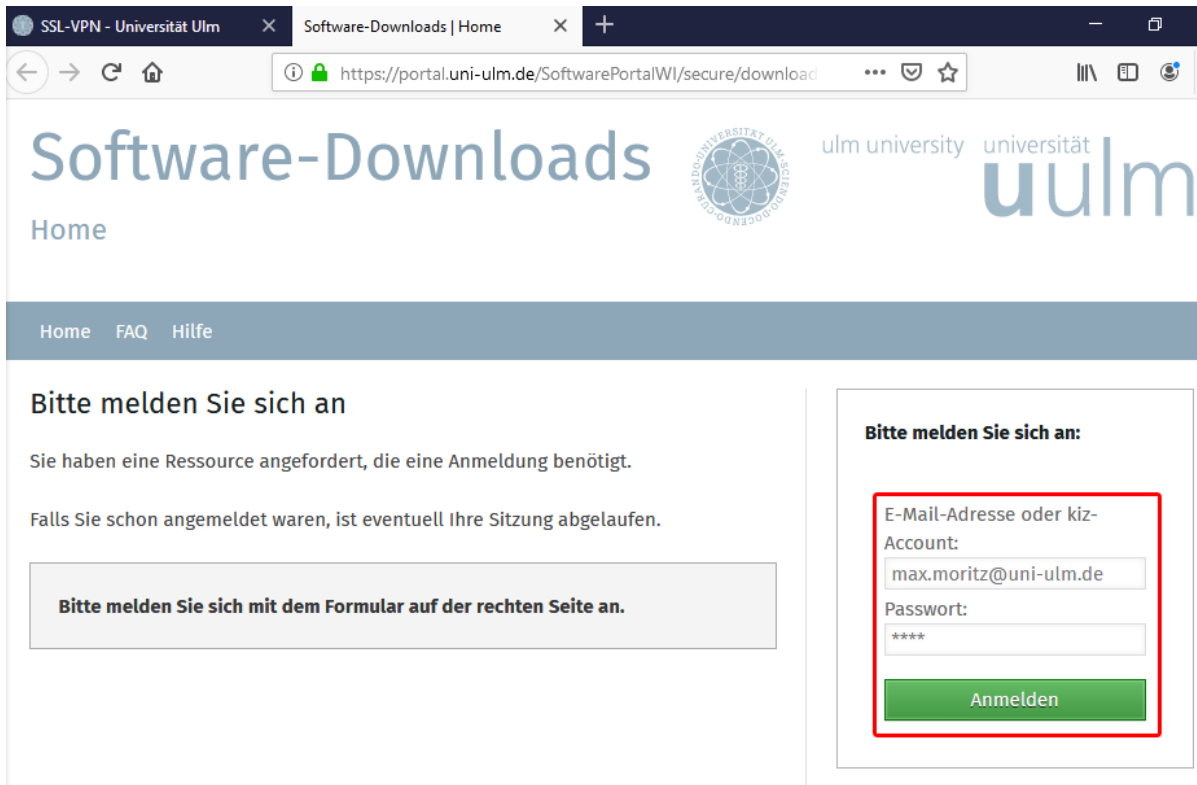 SSL-VPN - Universität Ulm
Software-Downloads | Home
https://portal.uni-ulm.de/SoftwarePortalWI/secure/download
Software-Downloads
ulm university universität
uulm
Home
Home FAQ Hilfe
Bitte melden Sie sich an
Sie haben eine Ressource angefordert, die eine Anmeldung benötigt.
Falls Sie schon angemeldet waren, ist eventuell Ihre Sitzung abgelaufen.
Bitte melden Sie sich mit dem Formular auf der rechten Seite an.
Bitte melden Sie sich an:
E-Mail-Adresse oder kiz-
Account:
max.moritz@uni-ulm.de
Passwort:
****
Anmelden